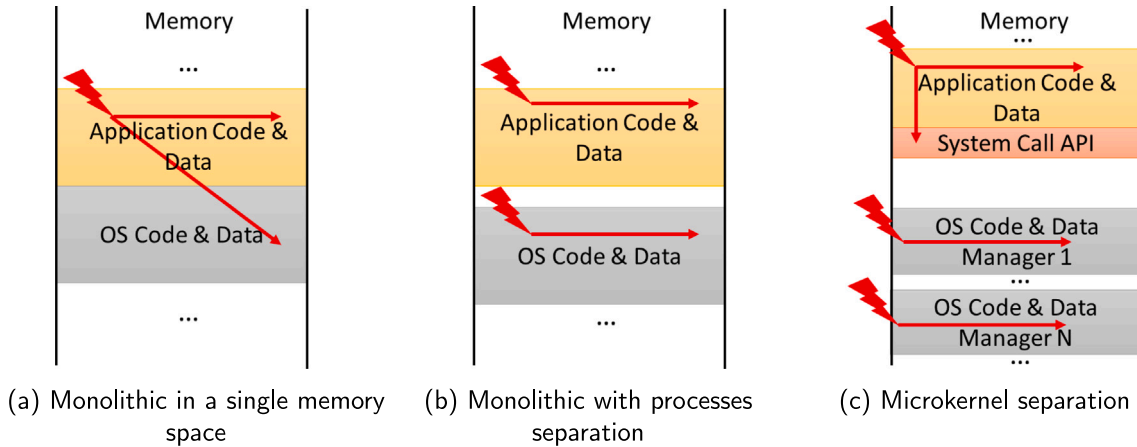 Memory
...
Application Code &
Data
OS Code & Data
...
(a) Monolithic in a single memory
space
Memory
...
Application Code &
Data
OS Code & Data
...
(b) Monolithic with processes
separation
Memory
...
Application Code &
Data
System Call API
OS Code & Data
Manager 1
...
OS Code & Data
Manager N
...
(c) Microkernel separation